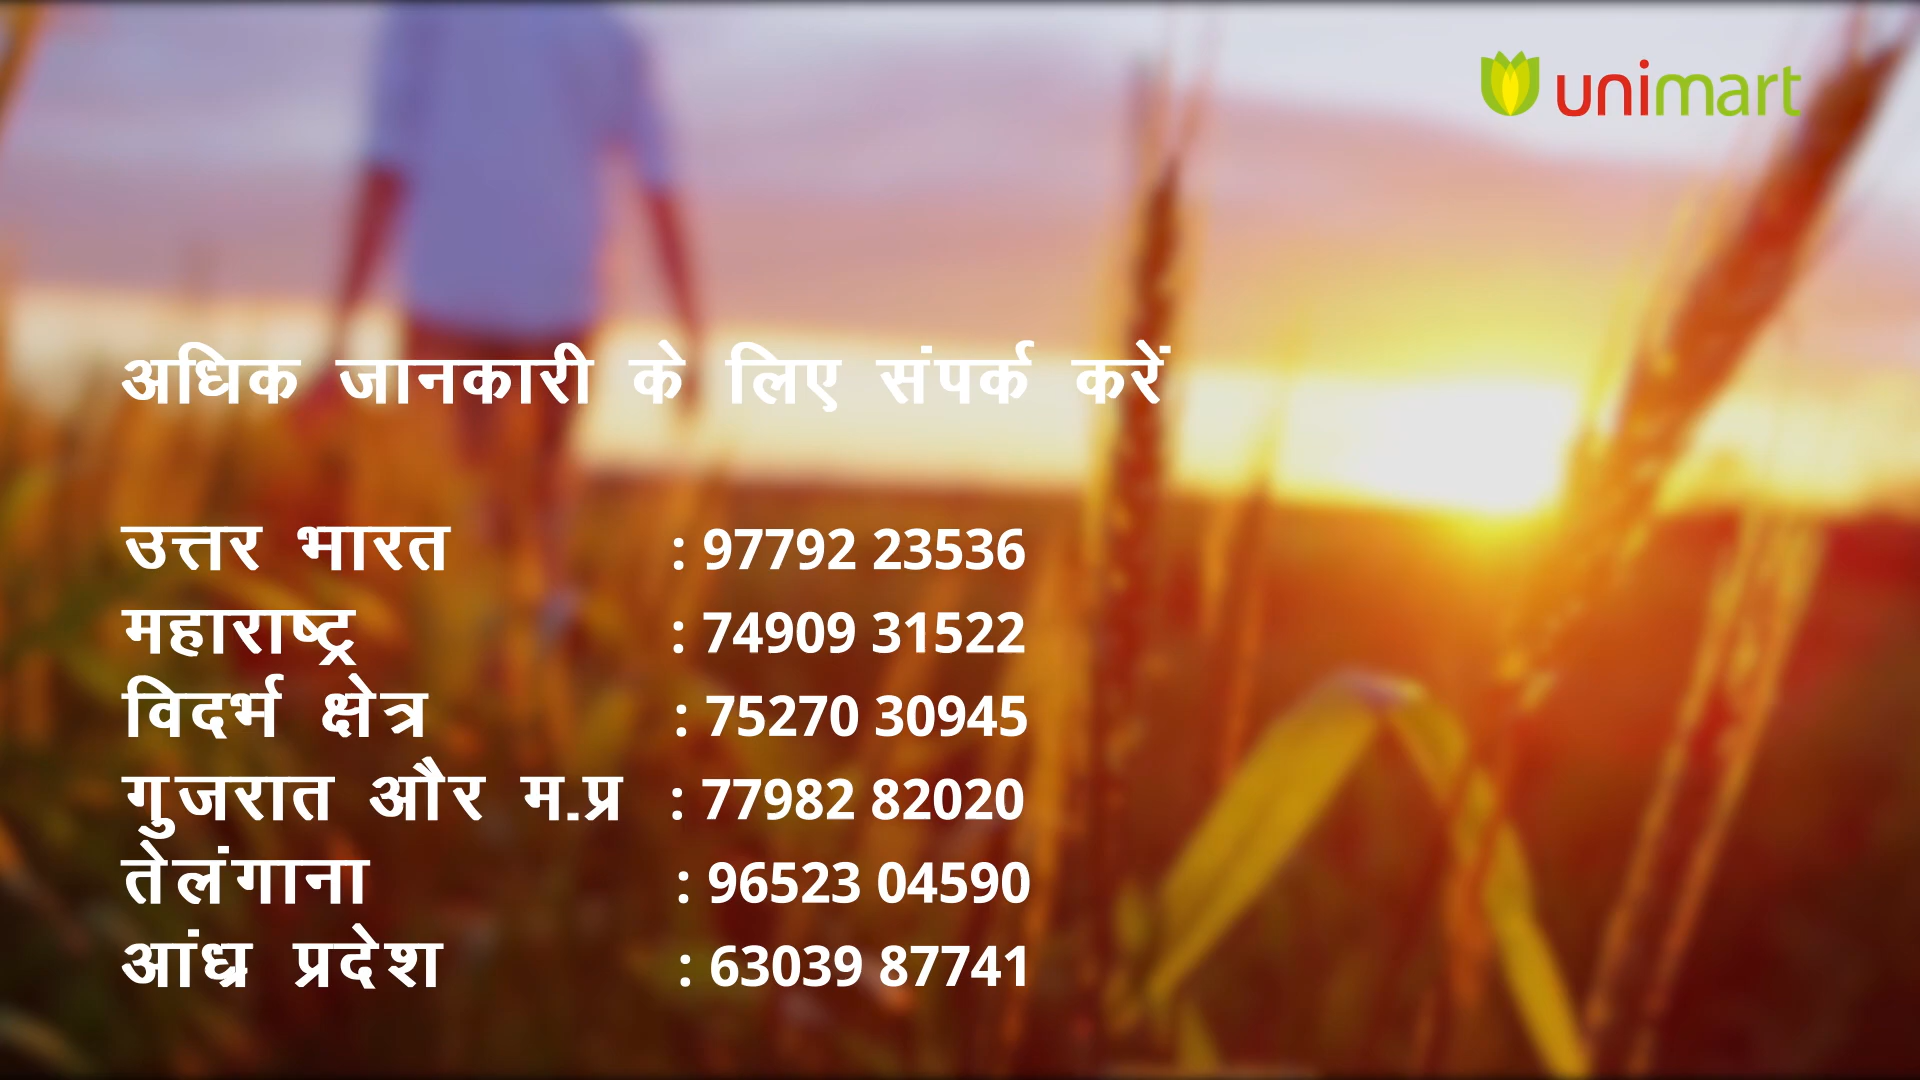 unimart
अधिक जानकारी के लिए संपर्क करें
उत्तर भारत : 97792 23536
महाराष्ट्र : 74909 31522
विदर्भ क्षेत्र : 75270 30945
गुजरात और म.प्र : 77982 82020
तेलंगाना : 96523 04590
आंध्र प्रदेश : 63039 87741